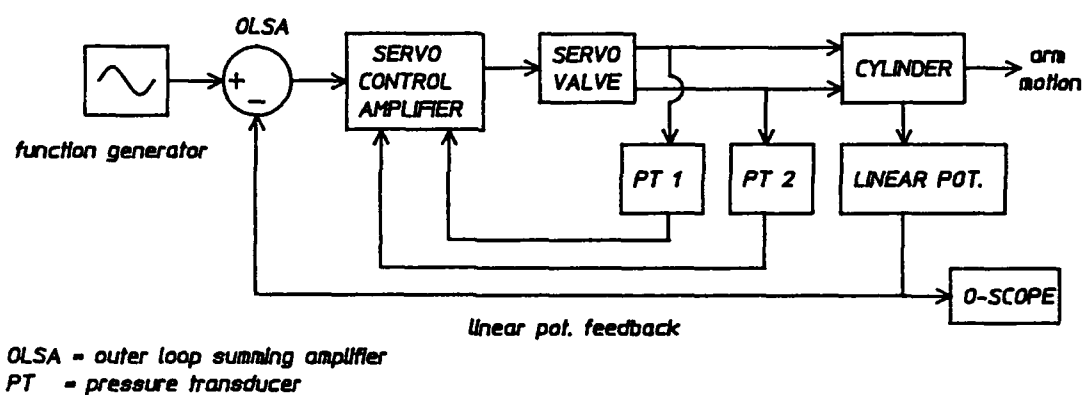 OLSA
function generator
+
-
SERVO
CONTROL
AMPLIFIER
SERVO
VALVE
CYLINDER
arm
motion
PT 1
PT 2
LINEAR POT.
O-SCOPE
linear pot. feedback
OLSA = outer loop summing amplifier
PT = pressure transducer